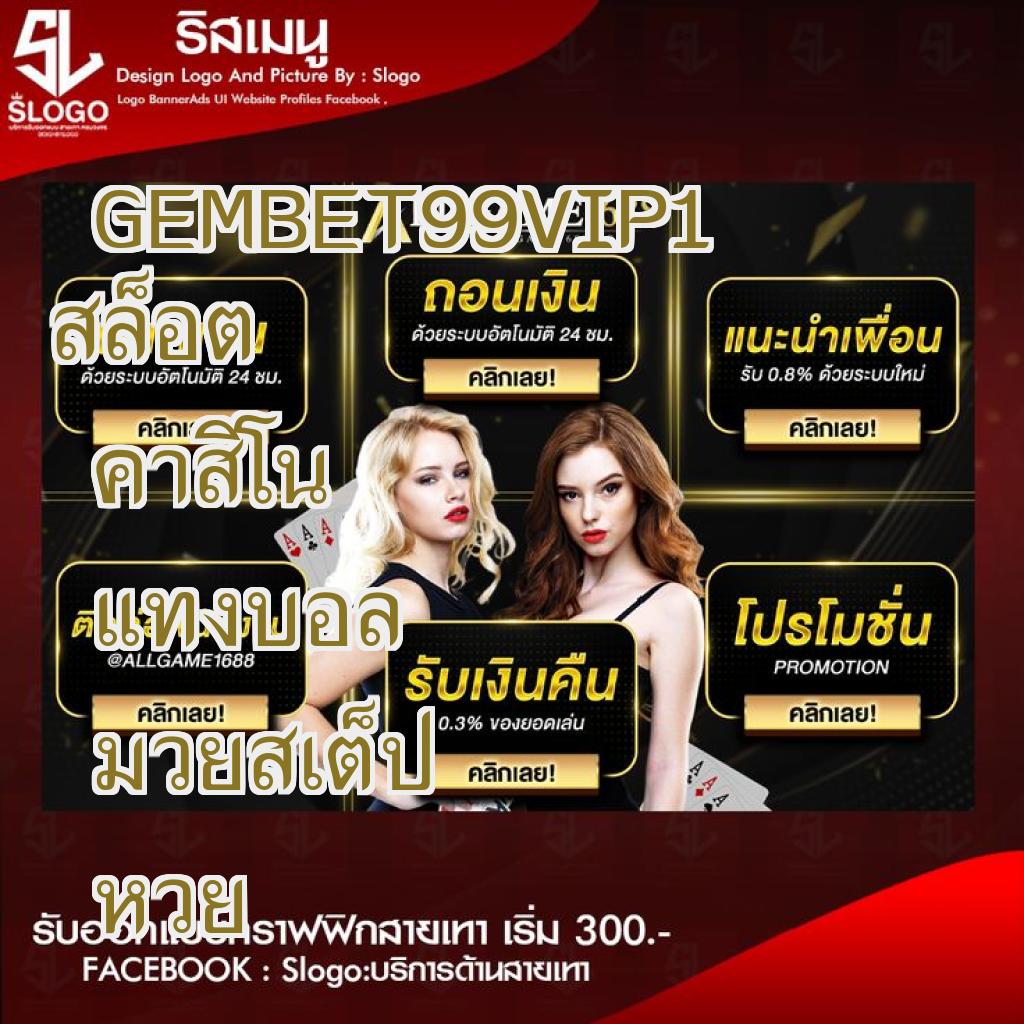 SL
SLOGO
ริสเมนู
Design Logo And Picture By : Slogo
Logo BannerAds UI Website Profiles Facebook .
GEMBET99VIP1
สล็อต
ด้วยระบบอัตโนมัติ 24 ชม.
ถอนเงิน
ด้วยระบบอัตโนมัติ 24 ชม.
คลิกเลย!
แนะนำเพื่อน
รับ 0.8% ด้วยระบบใหม่
คลิกเลย!
คาสิโน
แทงบอล
@ALLGAME1688
คลิกเลย!
รับเงินคืน
0.3% ของยอดเล่น
คลิกเลย!
โปรโมชั่น
PROMOTION
คลิกเลย!
มวยสเต็ป
หวย
กราฟฟิกสายเทา เริ่ม 300.-
FACEBOOK : Slogo:บริการด้านสายเทา